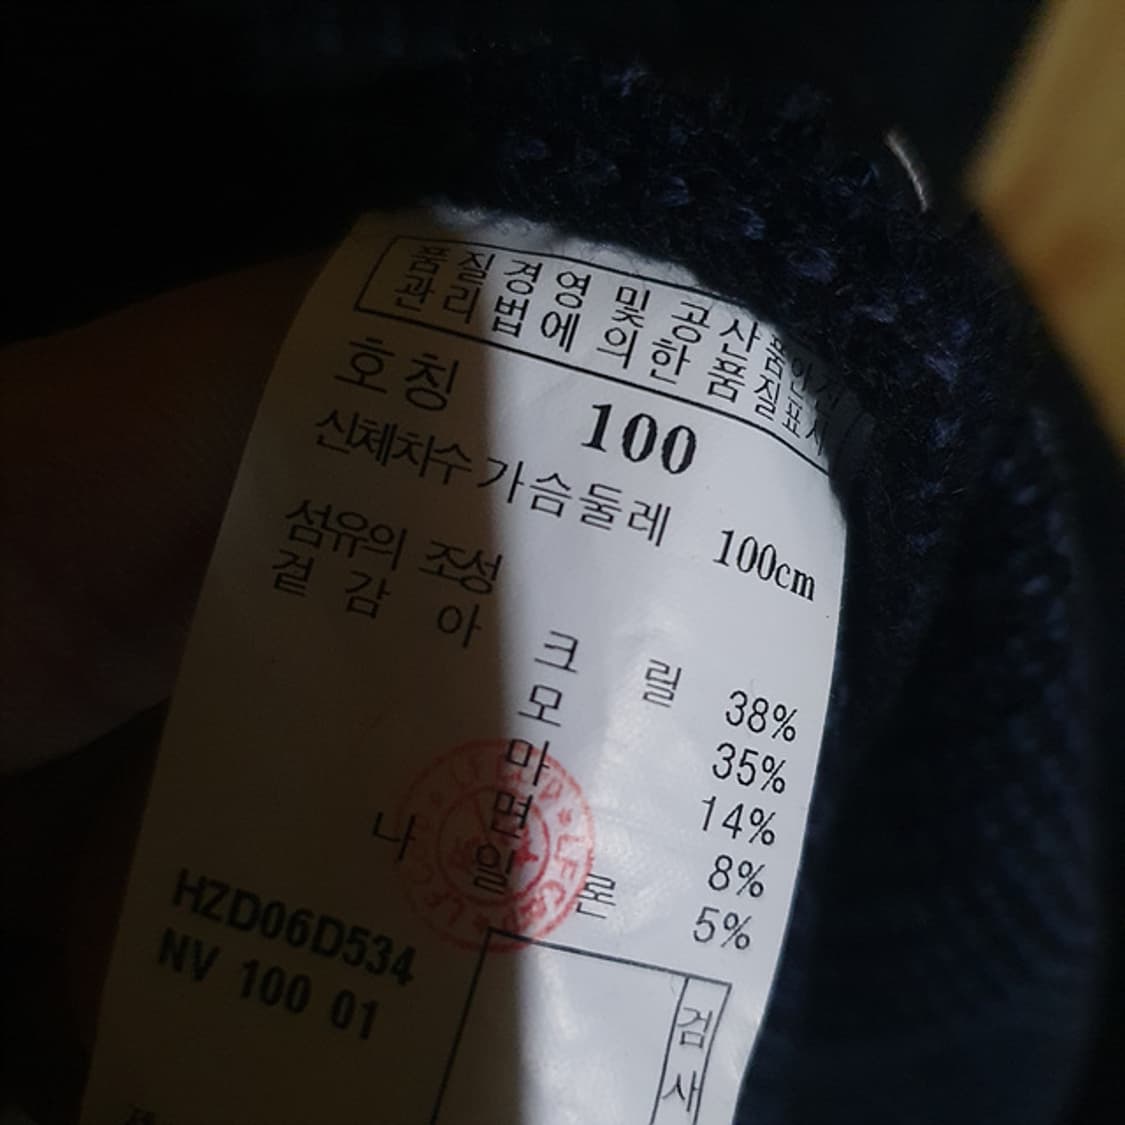 품질경영 및 공산품안전
관리법에 의한 품질표시
호칭 100
신체치수 가슴둘레 100cm
섬유의 조성
겉감 아크릴 38%
모 35%
마 14%
면 8%
나일론 5%
HZD06D534
NV 100 01
검사